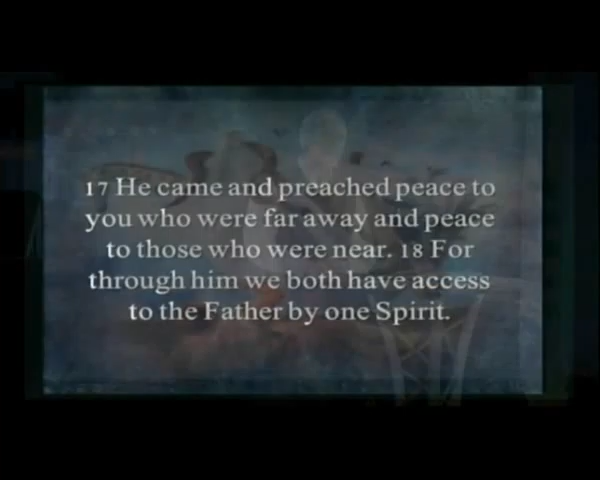 17 He came and preached peace to
you who were far away and peace
to those who were near. 18 For
through him we both have access
to the Father by one Spirit.